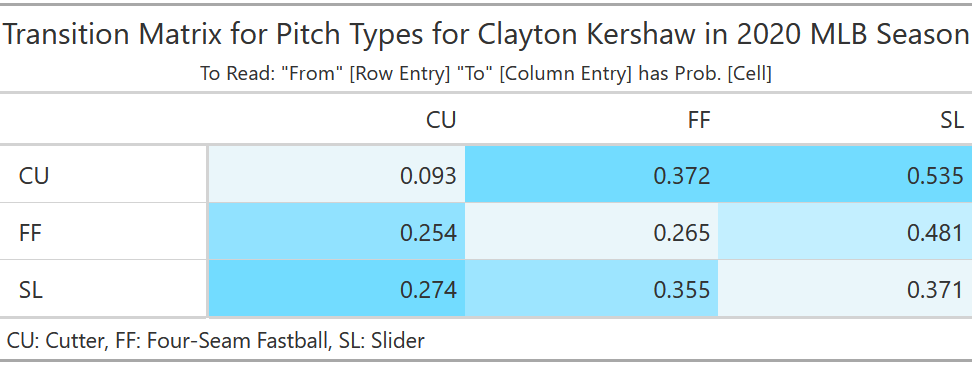 Transition Matrix for Pitch Types for Clayton Kershaw in 2020 MLB Season
To Read: "From" [Row Entry] "To" [Column Entry] has Prob. [Cell]
CU FF SL
CU 0.093 0.372 0.535
FF 0.254 0.265 0.481
SL 0.274 0.355 0.371
CU: Cutter, FF: Four-Seam Fastball, SL: Slider